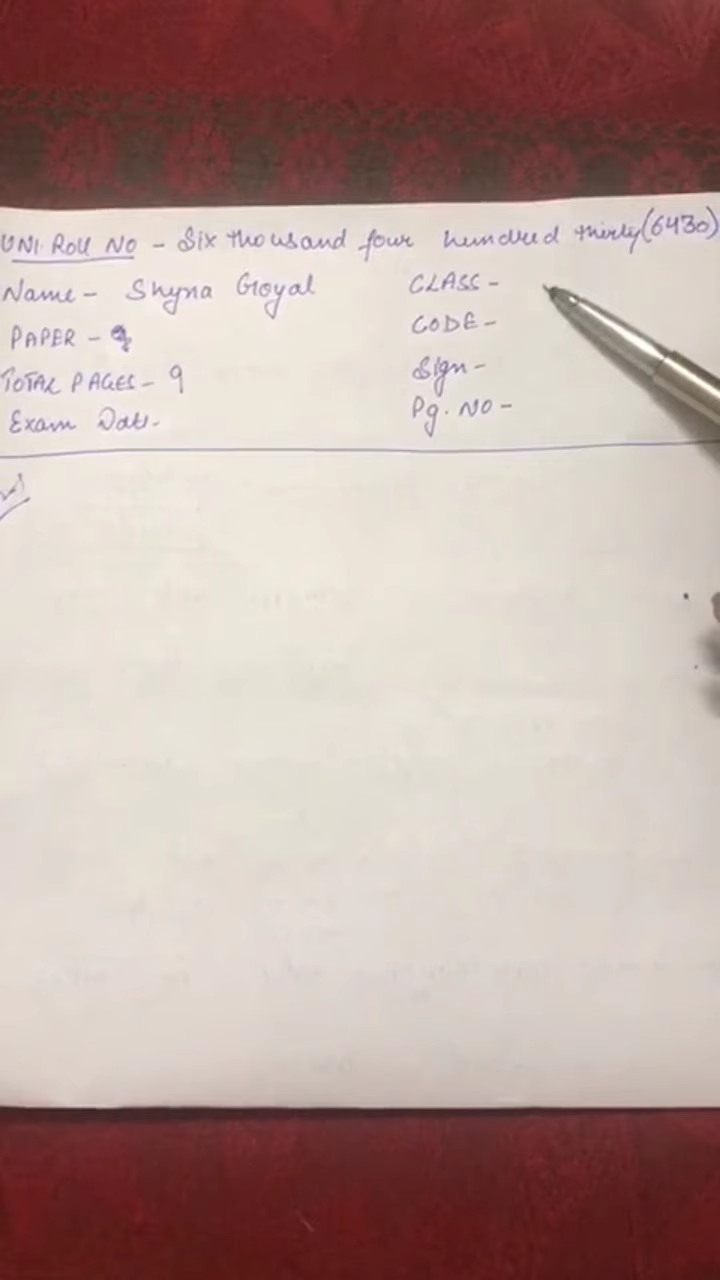 UNI. Roll NO - Six thousand four hundred thirty (6430)
Name - Shyna Goyal
CLASS -
PAPER -
CODE -
TOTAL PAGES - 9
Sign -
Exam Date -
Pg. NO -